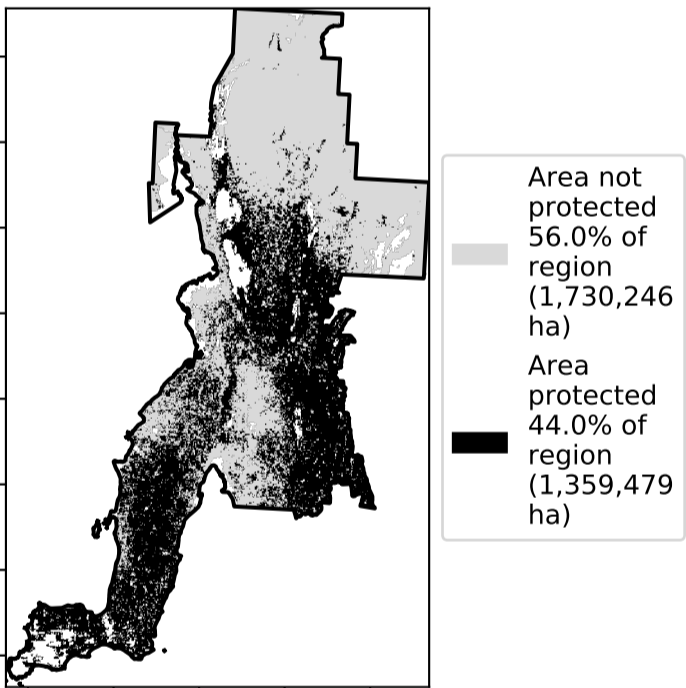 Area not
protected
56.0% of
region
(1,730,246
ha)
Area
protected
44.0% of
region
(1,359,479
ha)